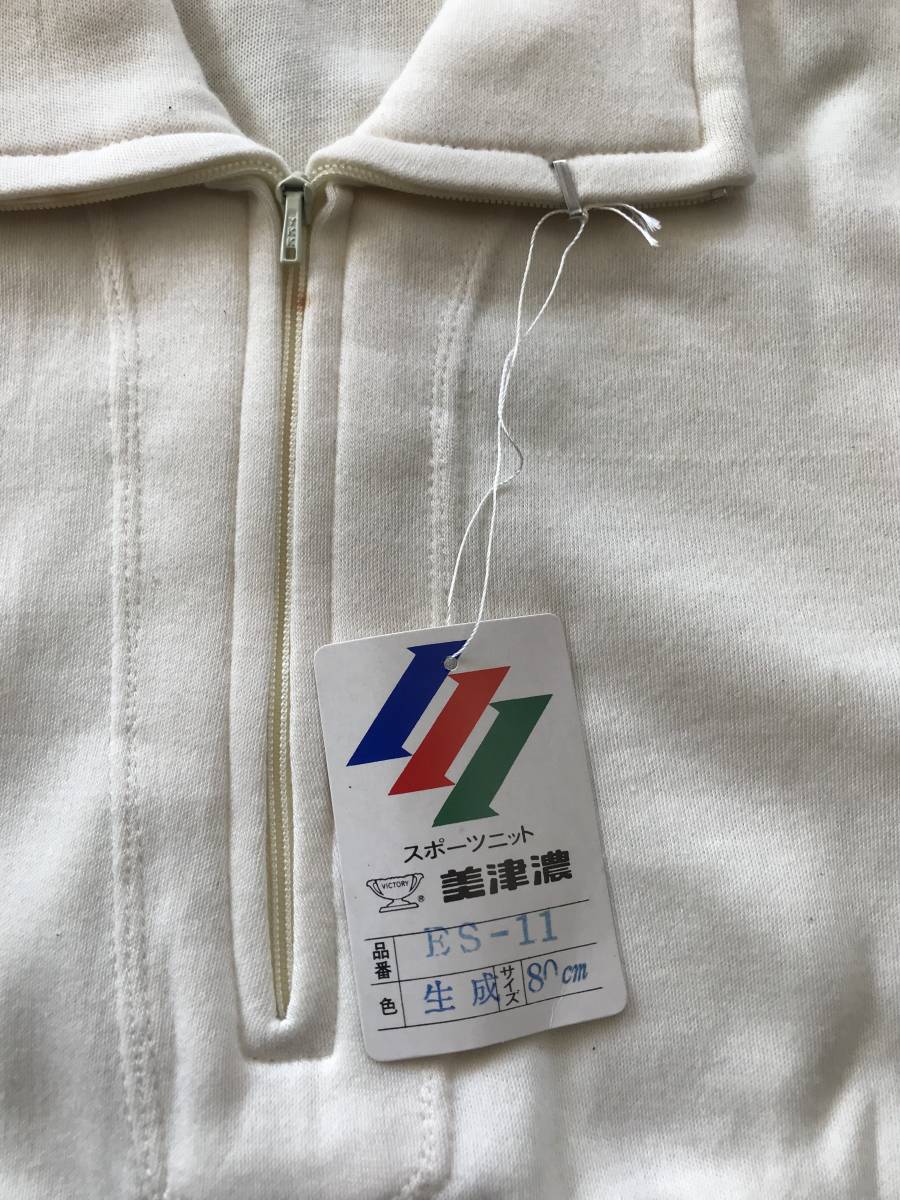 YKK
スポーツニット
VICTORY ® 美津濃
品番 ES-11
色 生成 サイズ 80cm